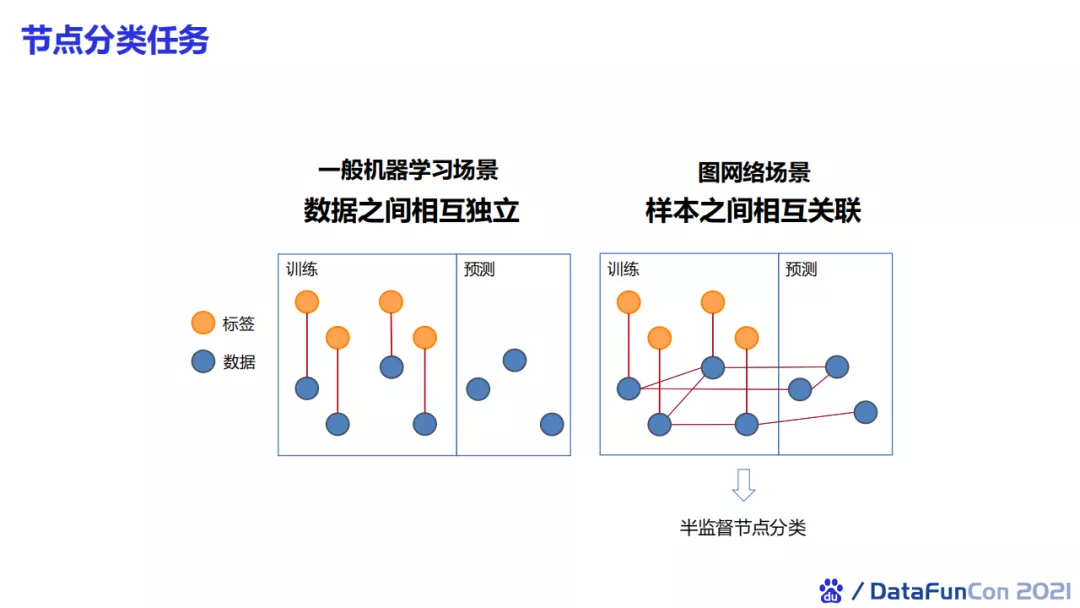 节点分类任务
一般机器学习场景
数据之间相互独立
图网络场景
样本之间相互关联
训练
预测
训练
预测
标签
数据
半监督节点分类
du / DataFunCon 2021